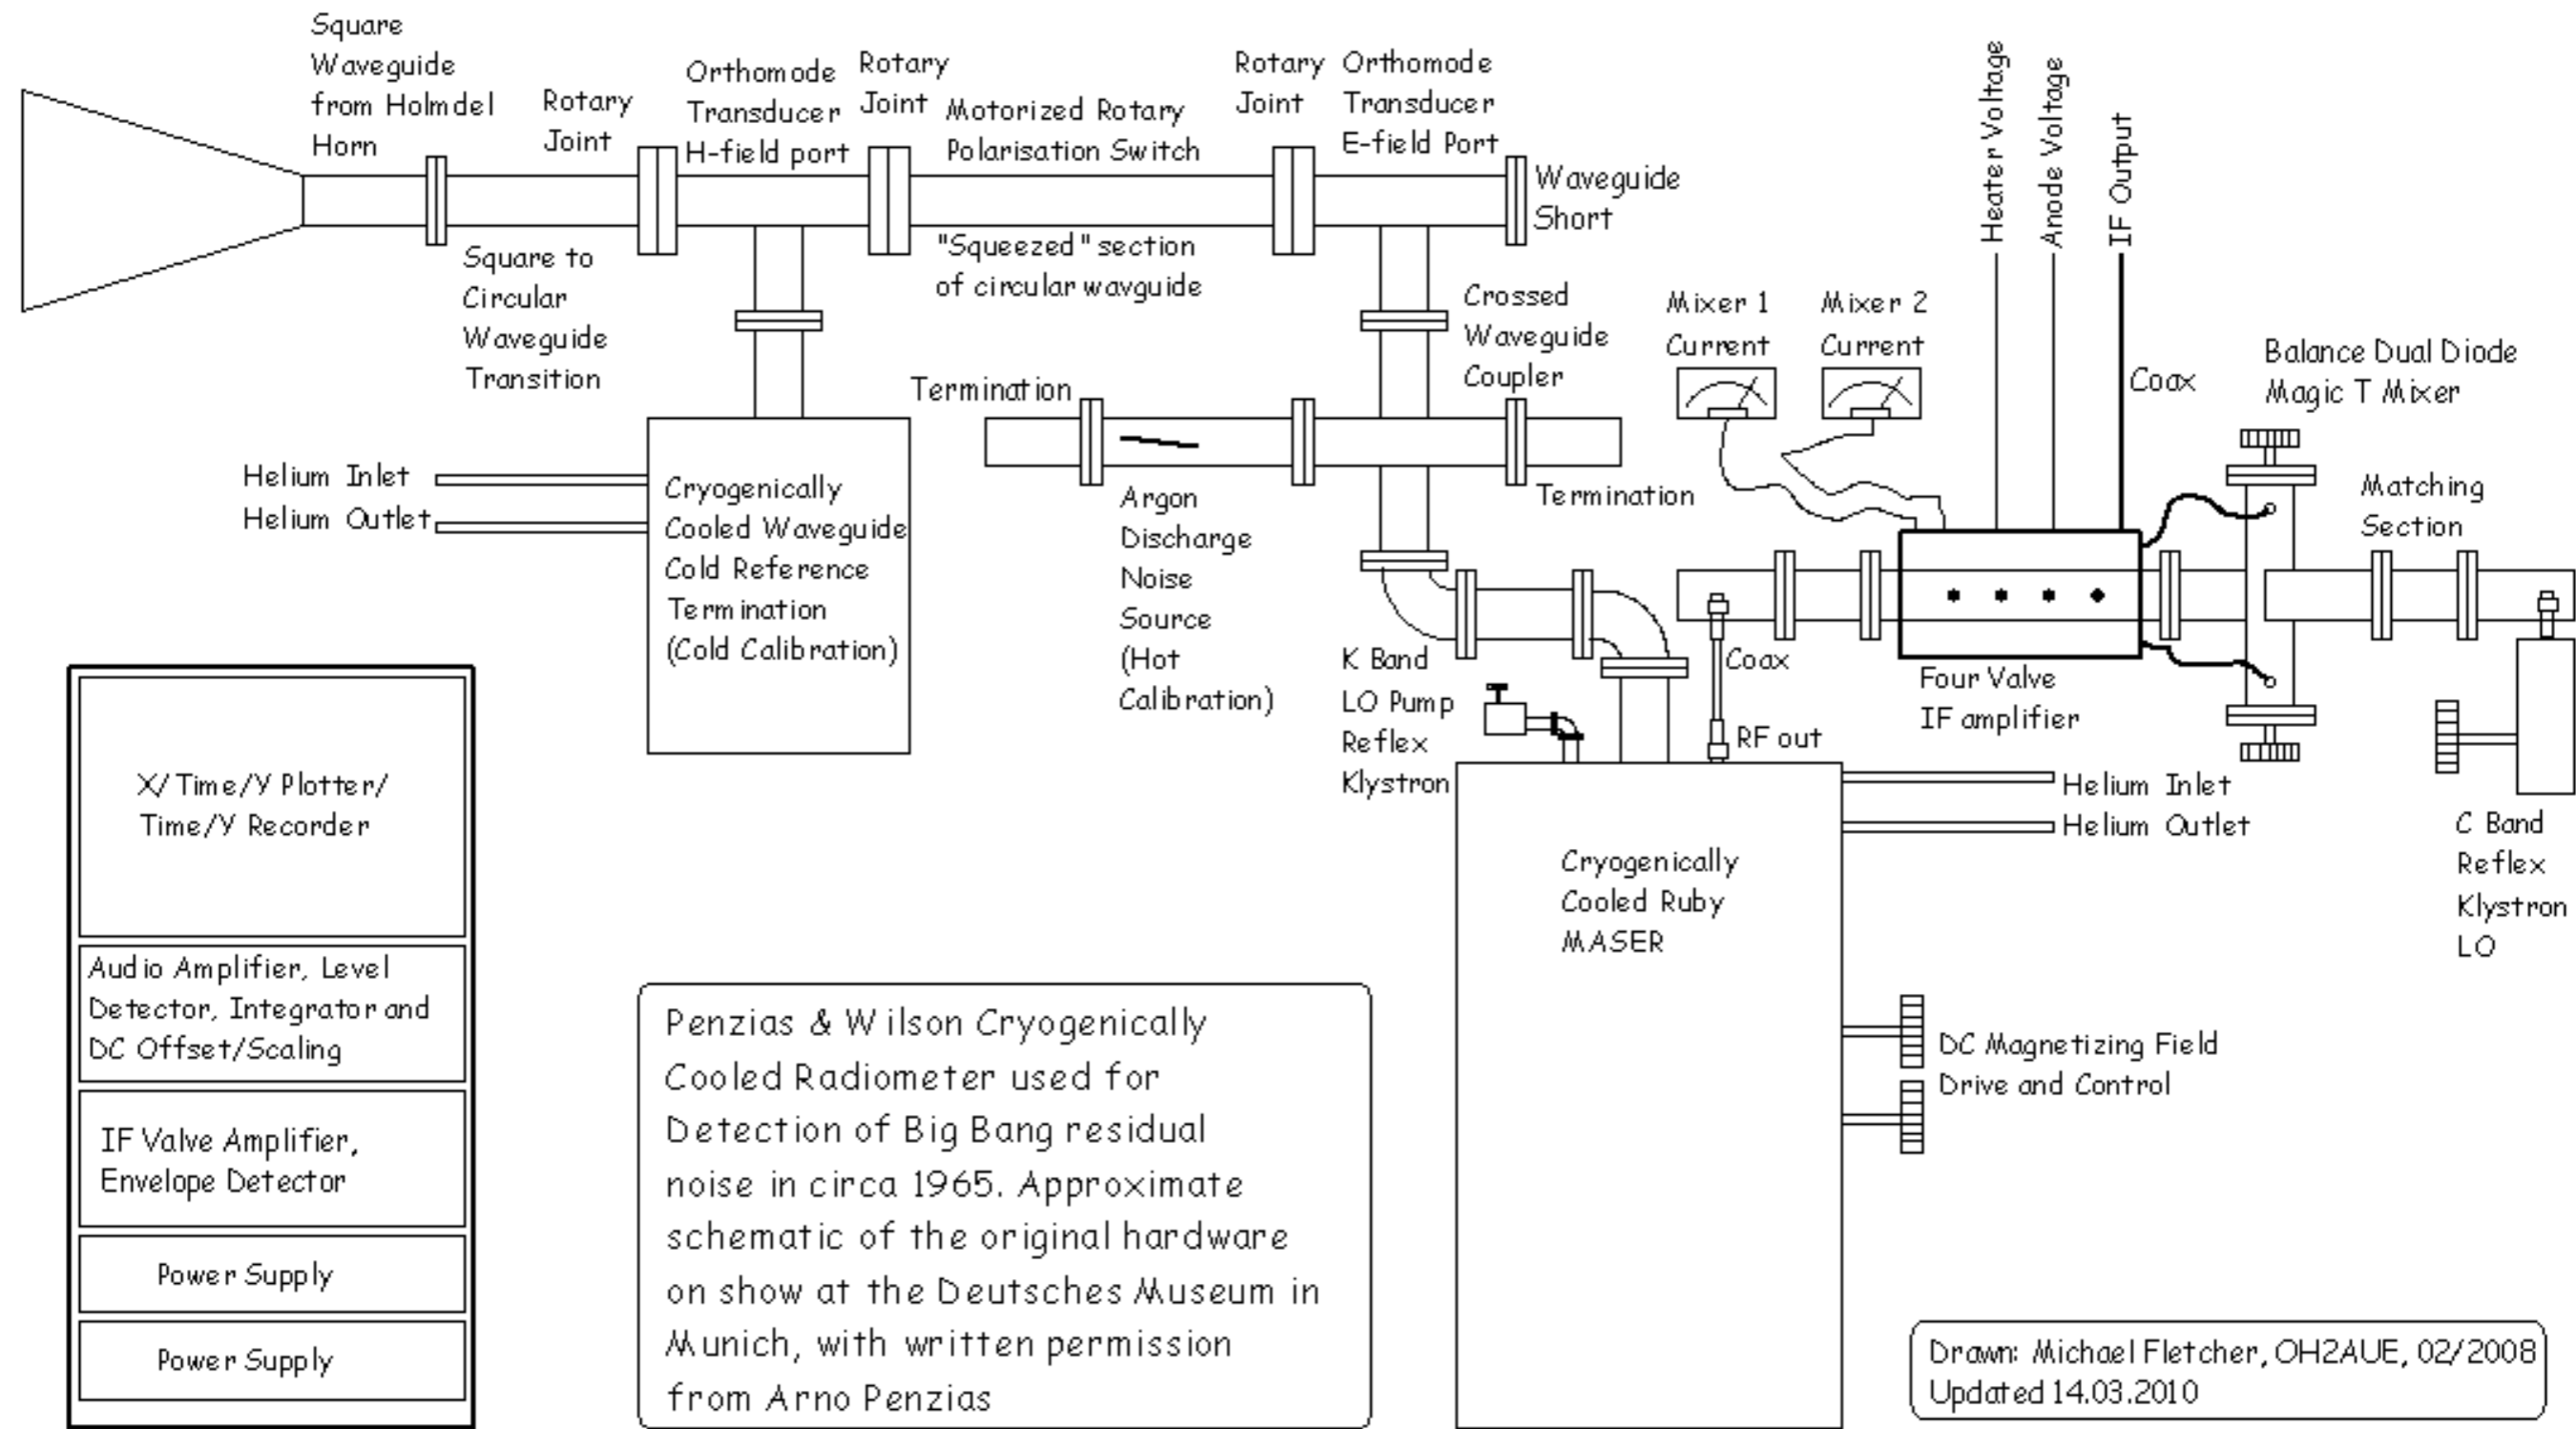 Square
Waveguide
from Holmdel
Horn
Rotary
Joint
Orthomode
Transducer
H-field port
Rotary
Joint
Motorized Rotary
Polarisation Switch
Rotary
Joint
Orthomode
Transducer
E-field Port
Waveguide
Short
Heater Voltage
Anode Voltage
IF Output
Square to
Circular
Waveguide
Transition
"Squeezed" section
of circular wavguide
Crossed
Waveguide
Coupler
Mixer 1
Current
Mixer 2
Current
Coax
Balance Dual Diode
Magic T Mixer
Termination
Termination
Matching
Section
Helium Inlet
Helium Outlet
Cryogenically
Cooled Waveguide
Cold Reference
Termination
(Cold Calibration)
Argon
Discharge
Noise
Source
(Hot
Calibration)
K Band
LO Pump
Reflex
Klystron
Coax
RF out
Four Valve
IF amplifier
Helium Inlet
Helium Outlet
C Band
Reflex
Klystron
LO
Cryogenically
Cooled Ruby
MASER
DC Magnetizing Field
Drive and Control
X/Time/Y Plotter/
Time/Y Recorder
Audio Amplifier, Level
Detector, Integrator and
DC Offset/Scaling
IF Valve Amplifier,
Envelope Detector
Power Supply
Power Supply
Penzias & Wilson Cryogenically
Cooled Radiometer used for
Detection of Big Bang residual
noise in circa 1965. Approximate
schematic of the original hardware
on show at the Deutsches Museum in
Munich, with written permission
from Arno Penzias
Drawn: Michael Fletcher, OH2AUE, 02/2008
Updated 14.03.2010